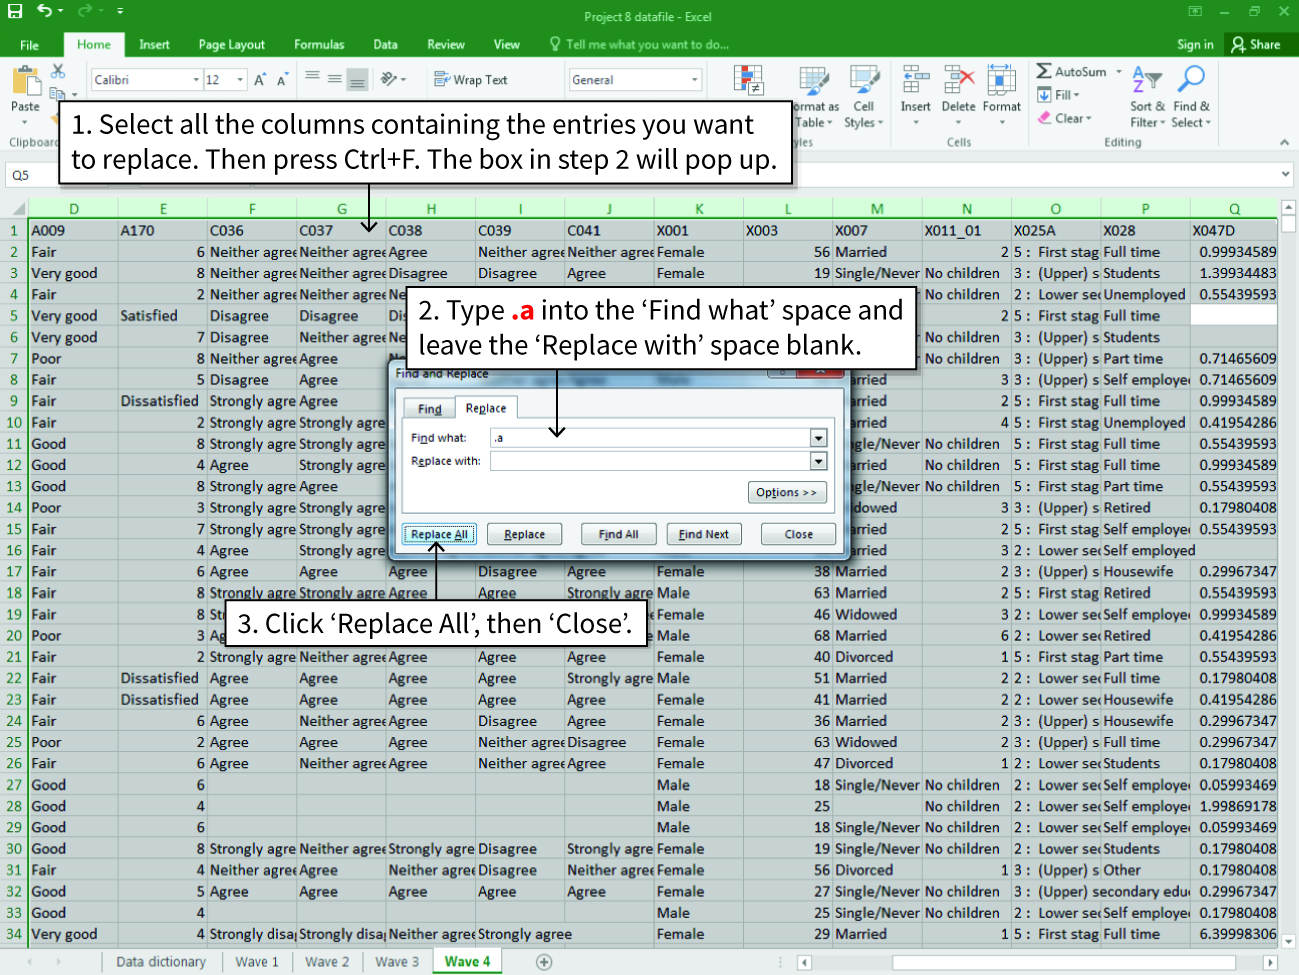 Project 8 datafile - Excel
File Home Insert Page Layout Formulas Data Review View Tell me what you want to do... Sign in Share
Calibri 12 Wrap Text General AutoSum
Fill
Paste ormat as Cell Insert Delete Format Sort & Find &
Table Styles Clear Filter Select
Clipboard yles Cells Editing
1. Select all the columns containing the entries you want
to replace. Then press Ctrl+F. The box in step 2 will pop up.
Q5
D E F G H I J K L M N O P Q
1 A009 A170 C036 C037 C038 C039 C041 X001 X003 X007 X011_01 X025A X028 X047D
2 Fair 6 Neither agree Neither agree Agree Neither agree Neither agree Female 56 Married 2 5 : First stag Full time 0.99934589
3 Very good 8 Neither agree Neither agree Disagree Disagree Agree Female 19 Single/Never No children 3 : (Upper) s Students 1.39934483
4 Fair 2 Neither agree Neither agree No children 2 : Lower sec Unemployed 0.55439593
2. Type .a into the ‘Find what’ space and
leave the ‘Replace with’ space blank.
5 Very good Satisfied Disagree Disagree Di 2 5 : First stag Full time
6 Very good 7 Disagree Neither agree No children 3 : (Upper) s Students
7 Poor 8 Neither agree Agree No children 3 : (Upper) s Part time 0.71465609
8 Fair 5 Disagree Agree arried 3 3 : (Upper) s Self employe 0.71465609
9 Fair Dissatisfied Strongly agre Agree arried 2 5 : First stag Full time 0.99934589
10 Fair 2 Strongly agre Strongly agre arried 4 5 : First stag Unemployed 0.41954286
11 Good 8 Strongly agre Strongly agre gle/Never No children 5 : First stag Full time 0.55439593
12 Good 4 Agree Strongly agre arried No children 5 : First stag Full time 0.99934589
13 Good 8 Strongly agre Agree gle/Never No children 5 : First stag Part time 0.55439593
14 Poor 3 Strongly agre Strongly agre dowed 3 3 : (Upper) s Retired 0.17980408
15 Fair 7 Strongly agre Strongly agre arried 2 5 : First stag Self employed 0.55439593
16 Fair 4 Agree Strongly agre arried 3 2 : Lower sec Self employed
Find and Replace
Find Replace
Find what: .a
Replace with:
Options >>
Replace All Replace Find All Find Next Close
17 Fair 6 Agree Agree Agree Disagree Agree Female 38 Married 2 3 : (Upper) s Housewife 0.29967347
18 Fair 8 Strongly agre Strongly agre Agree Agree Strongly agre Male 63 Married 2 5 : First stag Retired 0.55439593
19 Fair 8 Female 46 Widowed 3 2 : Lower sec Self employed 0.99934589
20 Poor 3 Male 68 Married 6 2 : Lower sec Retired 0.41954286
3. Click ‘Replace All’, then ‘Close’.
21 Fair 2 Strongly agre Neither agree Agree Agree Agree Female 40 Divorced 1 5 : First stag Part time 0.55439593
22 Fair Dissatisfied Agree Agree Agree Agree Strongly agre Male 51 Married 2 2 : Lower sec Full time 0.17980408
23 Fair Dissatisfied Agree Agree Agree Agree Agree Female 41 Married 2 2 : Lower sec Housewife 0.41954286
24 Fair 6 Agree Neither agree Agree Disagree Agree Female 36 Married 2 3 : (Upper) s Housewife 0.29967347
25 Poor 2 Agree Agree Agree Neither agree Disagree Female 63 Widowed 2 3 : (Upper) s Full time 0.29967347
26 Fair 6 Agree Neither agree Agree Neither agree Agree Female 47 Divorced 1 2 : Lower sec Students 0.17980408
27 Good 6 Male 18 Single/Never No children 2 : Lower sec Self employe 0.05993469
28 Good 4 Male 25 No children 2 : Lower sec Self employe 1.99869178
29 Good 6 Male 18 Single/Never No children 2 : Lower sec Self employe 0.05993469
30 Good 8 Strongly agre Neither agree Strongly agre Disagree Strongly agre Female 19 Single/Never No children 2 : Lower sec Students 0.17980408
31 Fair 4 Neither agree Agree Neither agree Disagree Neither agree Female 56 Divorced 1 3 : (Upper) s Other 0.17980408
32 Good 5 Agree Agree Agree Agree Agree Female 27 Single/Never No children 3 : (Upper) secondary edu 0.29967347
33 Good 4 Male 25 Single/Never No children 2 : Lower sec Self employe 0.17980408
34 Very good 4 Strongly disa Strongly disa Neither agree Strongly agree Female 29 Married 1 5 : First stag Full time 6.39998306
Data dictionary Wave 1 Wave 2 Wave 3 Wave 4